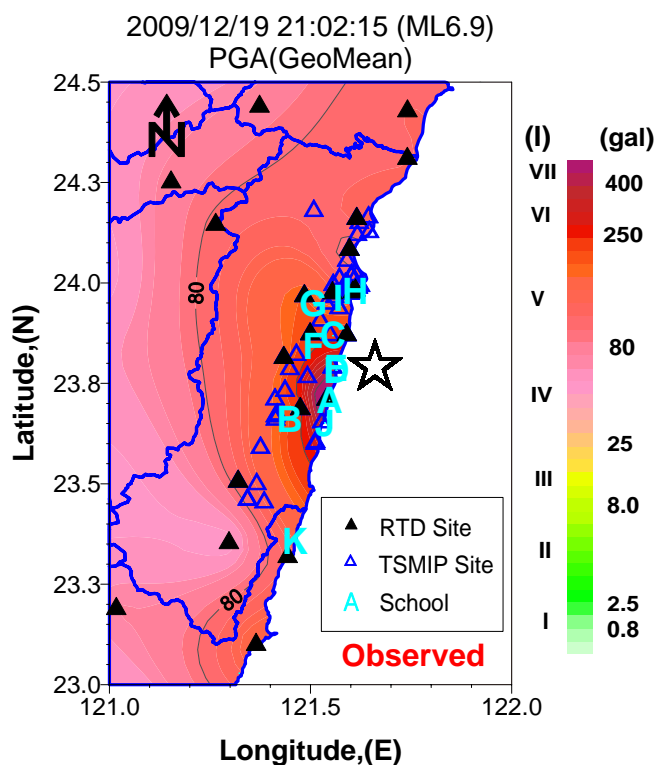 2009/12/19 21:02:15 (ML6.9)
PGA(GeoMean)
24.5
24.3
24.0
23.8
23.5
23.3
23.0
Latitude,(N)
121.0
121.5
122.0
Longitude,(E)
N
80
80
G
I
H
F
C
E
D
A
B
J
K
RTD Site
TSMIP Site
A School
Observed
(I) (gal)
VII 400
VI 250
V
80
IV
25
III
8.0
II
2.5
I
0.8